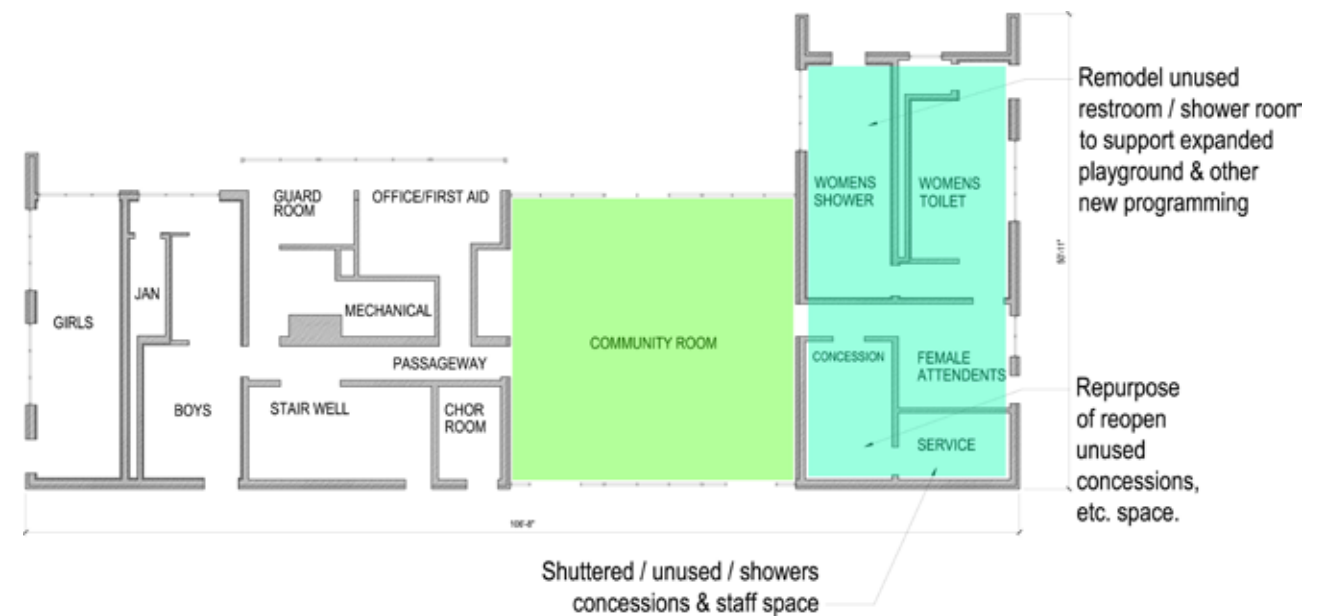 Remodel unused
restroom / shower room
to support expanded
playground & other
new programming
GUARD
ROOM
OFFICE/FIRST AID
WOMENS
SHOWER
WOMENS
TOILET
JAN
MECHANICAL
GIRLS
COMMUNITY ROOM
PASSAGEWAY
CONCESSION
FEMALE
ATTENDENTS
BOYS
STAIR WELL
CHOR
ROOM
SERVICE
Repurpose
of reopen
unused
concessions,
etc. space.
Shuttered / unused / showers
concessions & staff space